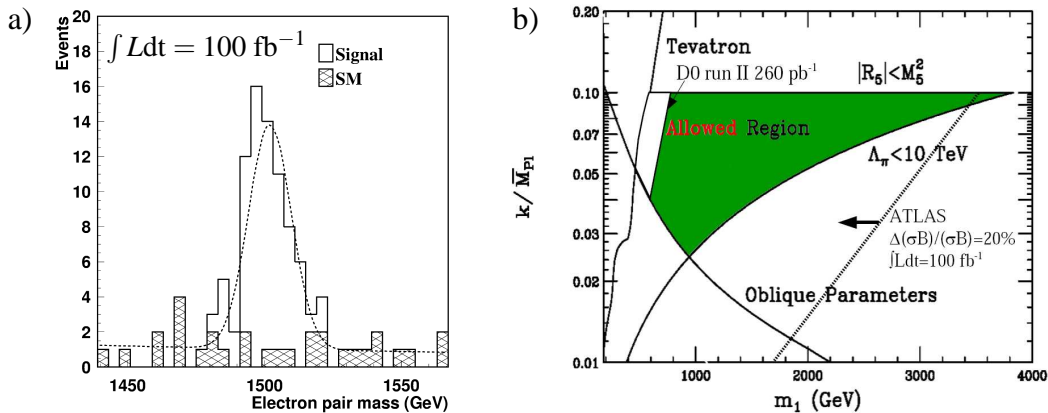 a)
∫ Ldt = 100 fb⁻¹
Signal
SM
Events
20
18
16
14
12
10
8
6
4
2
0
1450
1500
1550
Electron pair mass (GeV)
b)
0.20
0.10
0.07
0.05
0.03
0.02
0.01
k/M̅Pl
Tevatron
D0 run II 260 pb⁻¹
|R₅|<M₅²
Allowed Region
Λπ<10 TeV
ATLAS
Δ(σB)/(σB)=20%
∫Ldt=100 fb⁻¹
Oblique Parameters
1000
2000
3000
4000
m₁ (GeV)